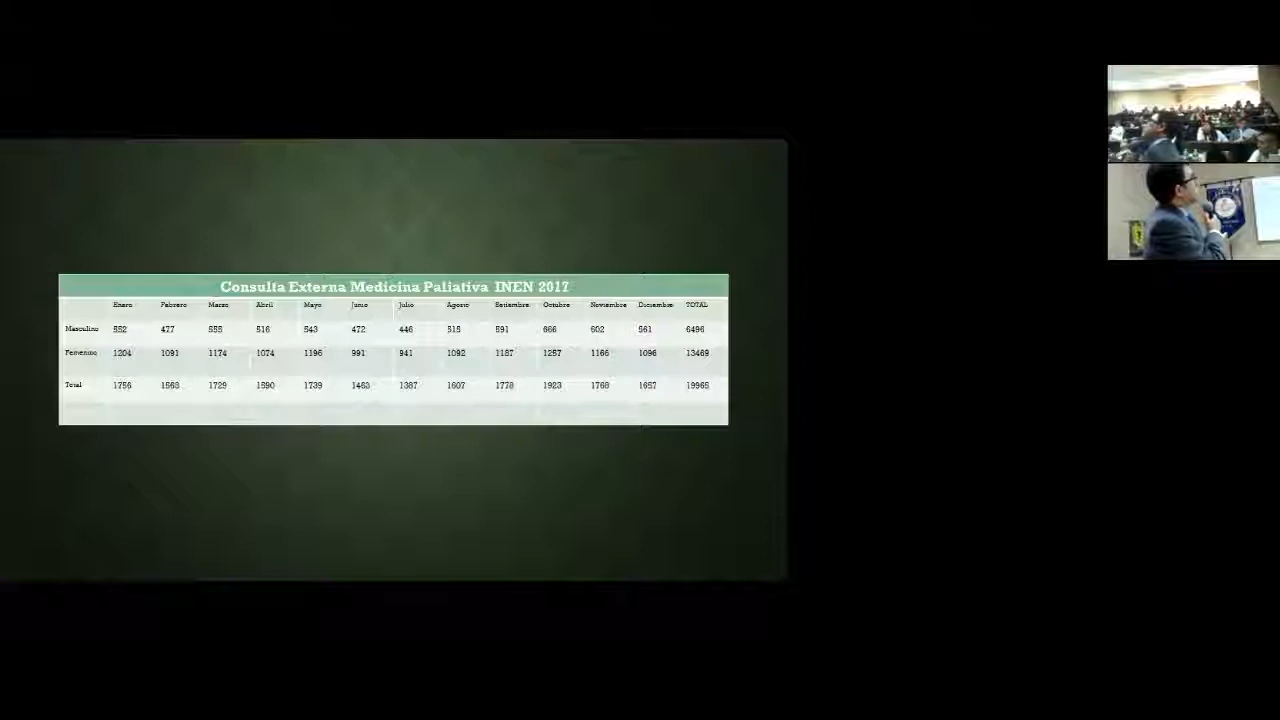 Consulta Externa Medicina Paliativa INEN 2017
Enero Febrero Marzo Abril Mayo Junio Julio Agosto Setiembre Octubre Noviembre Diciembre TOTAL
Masculino 552 477 555 516 543 472 446 515 591 666 602 561 6496
Femenino 1204 1091 1174 1074 1196 991 941 1092 1187 1257 1166 1096 13469
Total 1756 1568 1729 1590 1739 1463 1387 1607 1778 1923 1768 1657 19965